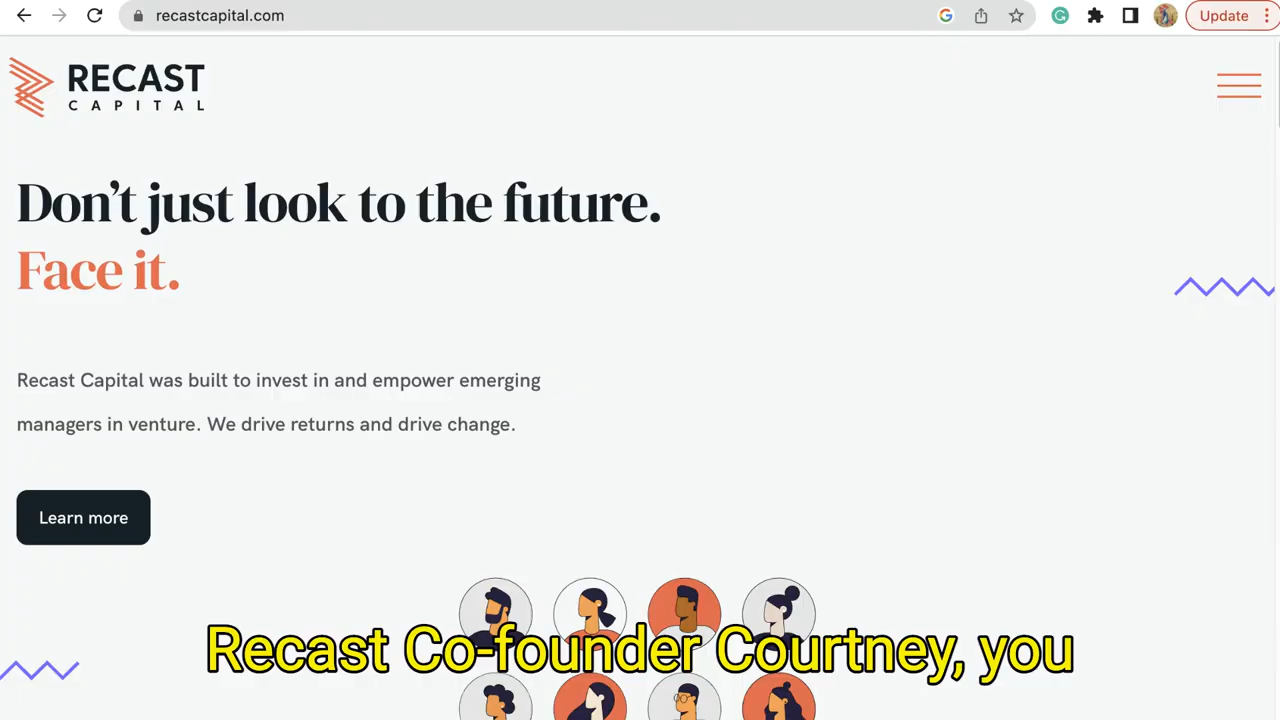 recastcapital.com
Update
RECAST
CAPITAL
Don’t just look to the future.
Face it.
Recast Capital was built to invest in and empower emerging
managers in venture. We drive returns and drive change.
Learn more
Recast Co-founder Courtney, you